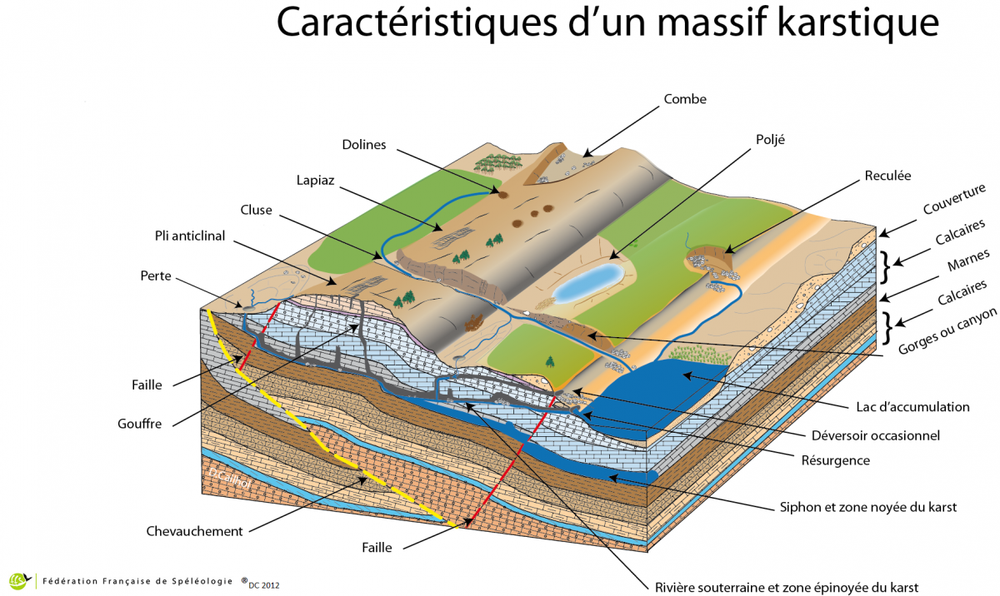 Caractéristiques d'un massif karstique
Combe
Dolines
Poljé
Lapiaz
Reculée
Cluse
Couverture
Pli anticlinal
Calcaires
Perte
Marnes
Calcaires
Gorges ou canyon
Faille
Gouffre
Lac d'accumulation
Déversoir occasionnel
Résurgence
D.Cailhol
Siphon et zone noyée du karst
Chevauchement
Faille
Rivière souterraine et zone épinoyée du karst
Fédération Française de Spéléologie ® DC 2012